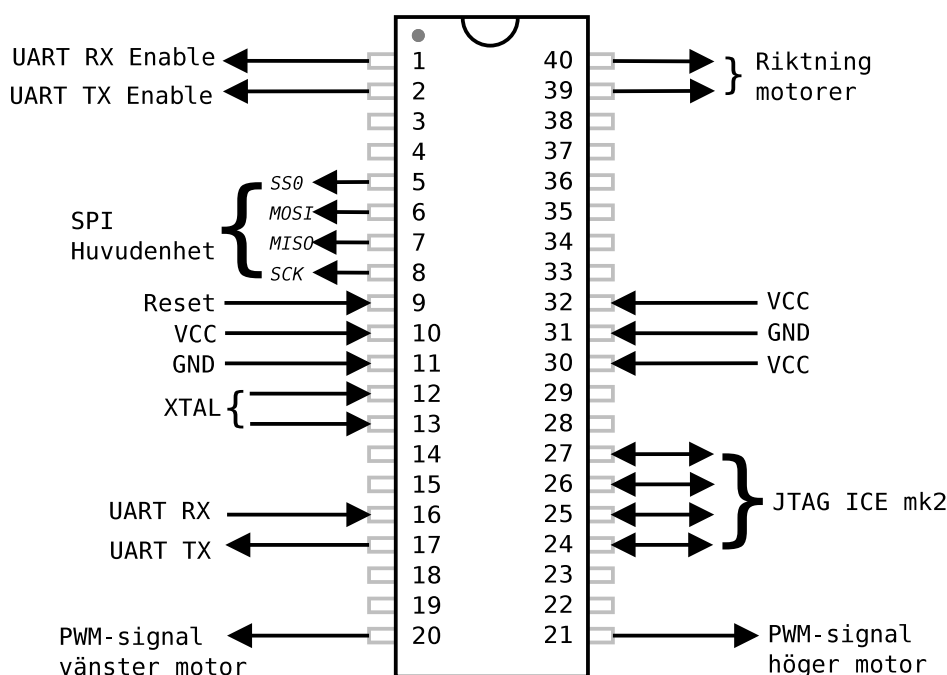 UART RX Enable
UART TX Enable
SPI
Huvudenhet
SS0
MOSI
MISO
SCK
Reset
VCC
GND
XTAL
UART RX
UART TX
PWM-signal
vänster motor
1
2
3
4
5
6
7
8
9
10
11
12
13
14
15
16
17
18
19
20
40
39
38
37
36
35
34
33
32
31
30
29
28
27
26
25
24
23
22
21
Riktning
motorer
VCC
GND
VCC
JTAG ICE mk2
PWM-signal
höger motor